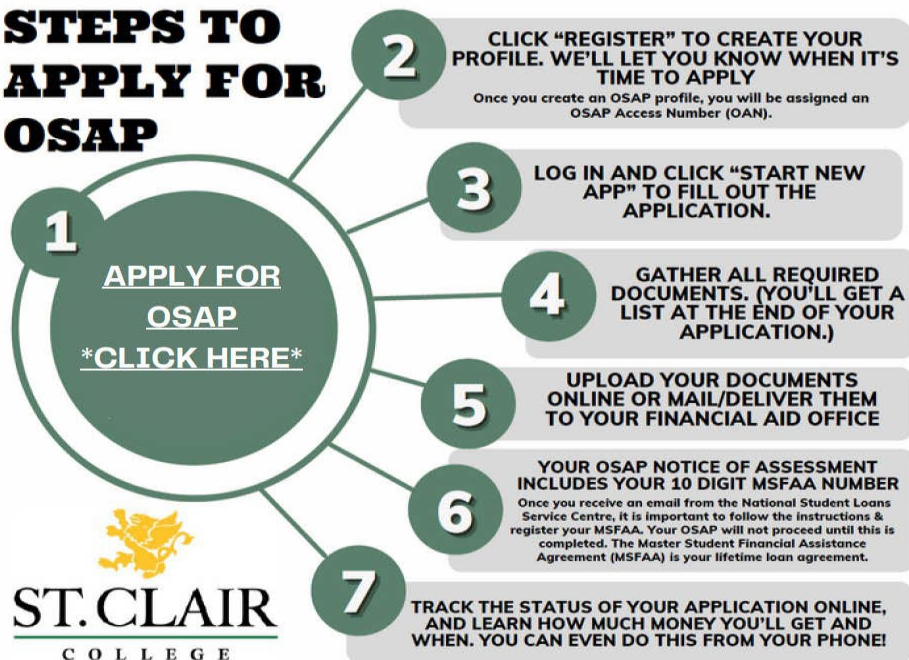 STEPS TO
APPLY FOR
OSAP
1
APPLY FOR
OSAP
*CLICK HERE*
2
CLICK “REGISTER” TO CREATE YOUR
PROFILE. WE’LL LET YOU KNOW WHEN IT’S
TIME TO APPLY
Once you create an OSAP profile, you will be assigned an
OSAP Access Number (OAN).
3
LOG IN AND CLICK “START NEW
APP” TO FILL OUT THE
APPLICATION.
4
GATHER ALL REQUIRED
DOCUMENTS. (YOU’LL GET A
LIST AT THE END OF YOUR
APPLICATION.)
5
UPLOAD YOUR DOCUMENTS
ONLINE OR MAIL/DELIVER THEM
TO YOUR FINANCIAL AID OFFICE
6
YOUR OSAP NOTICE OF ASSESSMENT
INCLUDES YOUR 10 DIGIT MSFAA NUMBER
Once you receive an email from the National Student Loans
Service Centre, it is important to follow the instructions &
register your MSFAA. Your OSAP will not proceed until this is
completed. The Master Student Financial Assistance
Agreement (MSFAA) is your lifetime loan agreement.
7
TRACK THE STATUS OF YOUR APPLICATION ONLINE,
AND LEARN HOW MUCH MONEY YOU’LL GET AND
WHEN. YOU CAN EVEN DO THIS FROM YOUR PHONE!
ST. CLAIR
COLLEGE